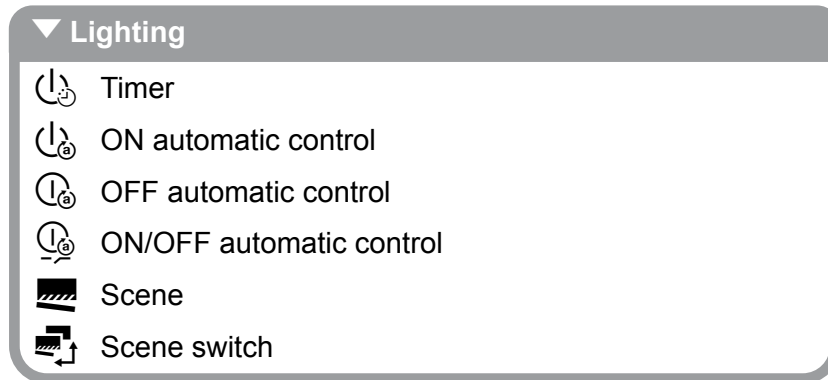 Lighting
Timer
ON automatic control
OFF automatic control
ON/OFF automatic control
Scene
Scene switch